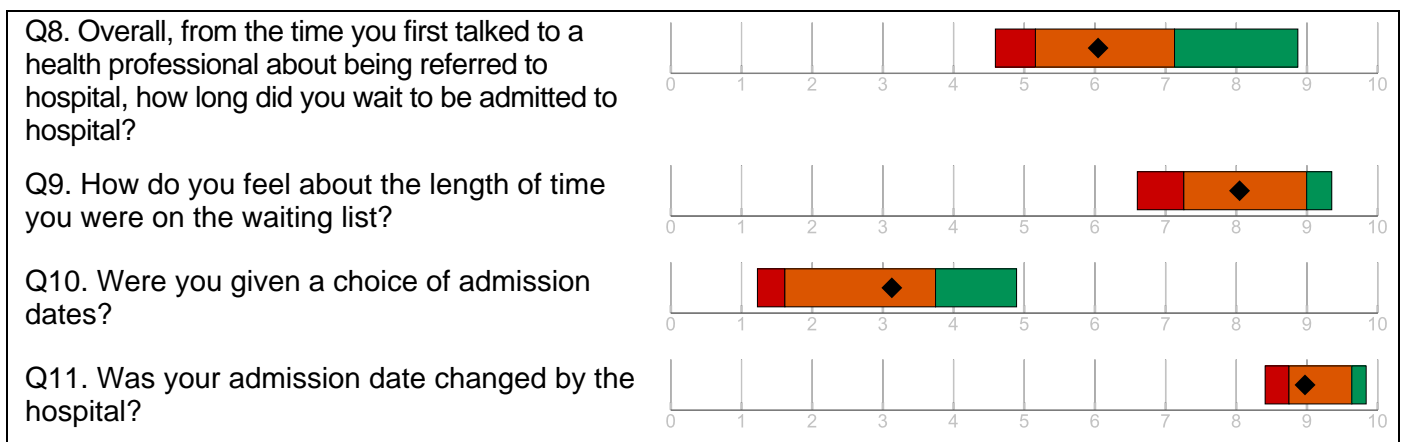 Q8. Overall, from the time you first talked to a
health professional about being referred to
hospital, how long did you wait to be admitted to
hospital?
0 1 2 3 4 5 6 7 8 9 10
Q9. How do you feel about the length of time
you were on the waiting list?
0 1 2 3 4 5 6 7 8 9 10
Q10. Were you given a choice of admission
dates?
0 1 2 3 4 5 6 7 8 9 10
Q11. Was your admission date changed by the
hospital?
0 1 2 3 4 5 6 7 8 9 10